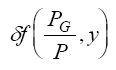 δf(P_G/P, y)